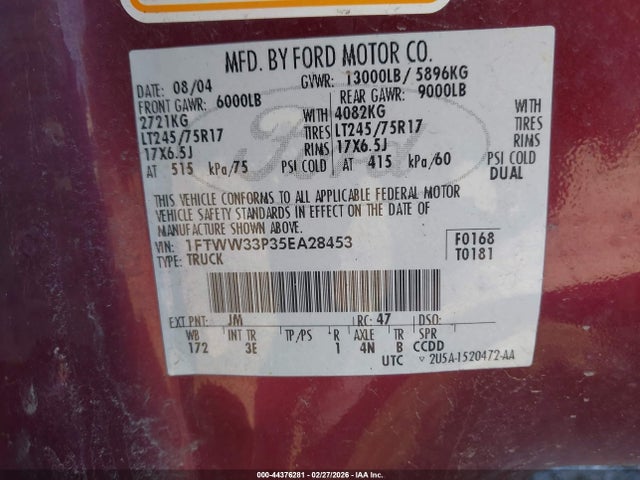 MFD. BY FORD MOTOR CO.
DATE: 08/04 GVWR: 13000LB/ 5896KG
FRONT GAWR: 6000LB REAR GAWR: 9000LB
2721KG WITH 4082KG WITH
LT245/75R17 TIRES LT245/75R17 TIRES
17X6.5J RIMS 17X6.5J RIMS
AT 515 kPa/75 PSI COLD AT 415 kPa/60 PSI COLD
DUAL
THIS VEHICLE CONFORMS TO ALL APPLICABLE FEDERAL MOTOR
VEHICLE SAFETY STANDARDS IN EFFECT ON THE DATE OF
MANUFACTURE SHOWN ABOVE.
VIN: 1FTWW33P35EA28453 F0168
TYPE: TRUCK T0181
EXT PNT: JM RC: 47 DSO:
WB INT TR TP/PS R AXLE TR SPR
172 3E 1 4N B CCDD
UTC 2U5A-1520472-AA
Ford
000-44376281 - 02/27/2026 - IAA Inc.